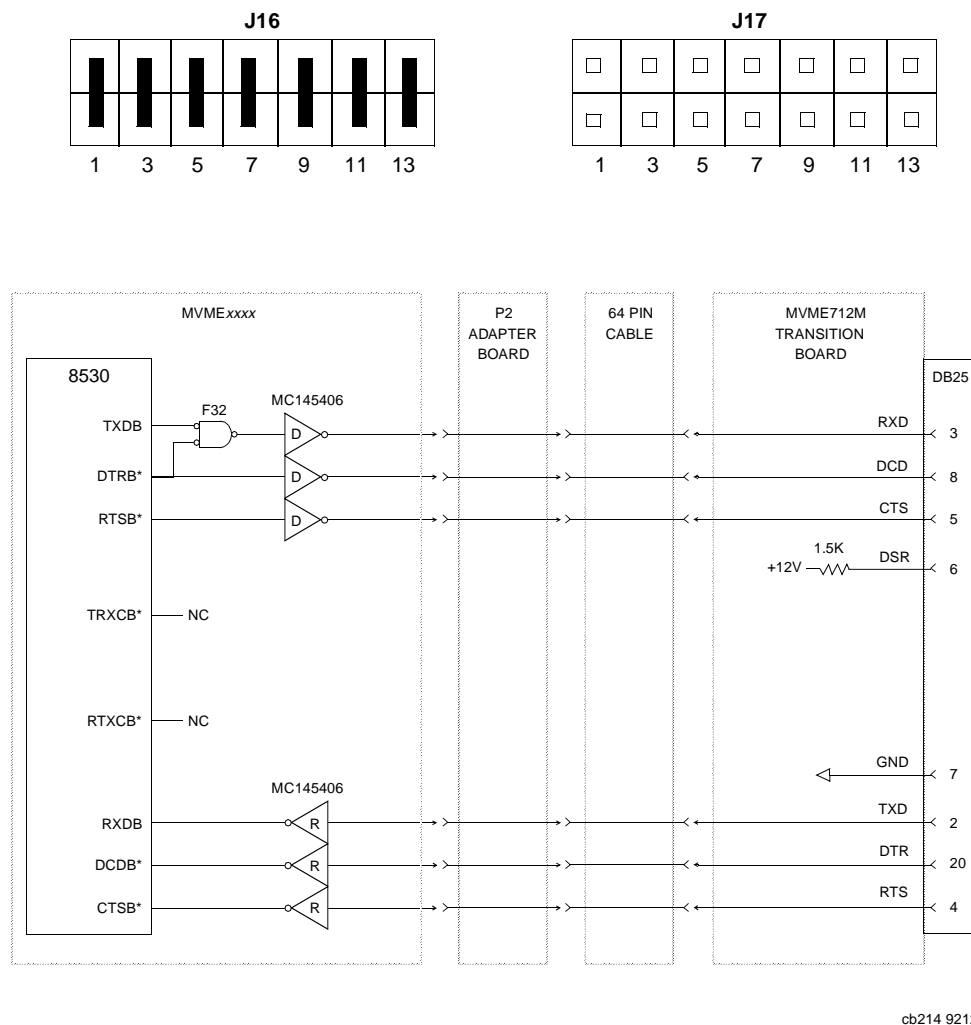 J16 J17
1 3 5 7 9 11 13 1 3 5 7 9 11 13
MVMExxxx P2 64 PIN MVME712M
ADAPTER CABLE TRANSITION
BOARD BOARD
8530 DB25
MC145406
F32
TXDB D RXD 3
DTRB* D DCD 8
RTSB* D CTS 5
1.5K
+12V DSR 6
TRXCB* NC
RTXCB* NC
GND 7
MC145406
RXDB R TXD 2
DCDB* R DTR 20
CTSB* R RTS 4